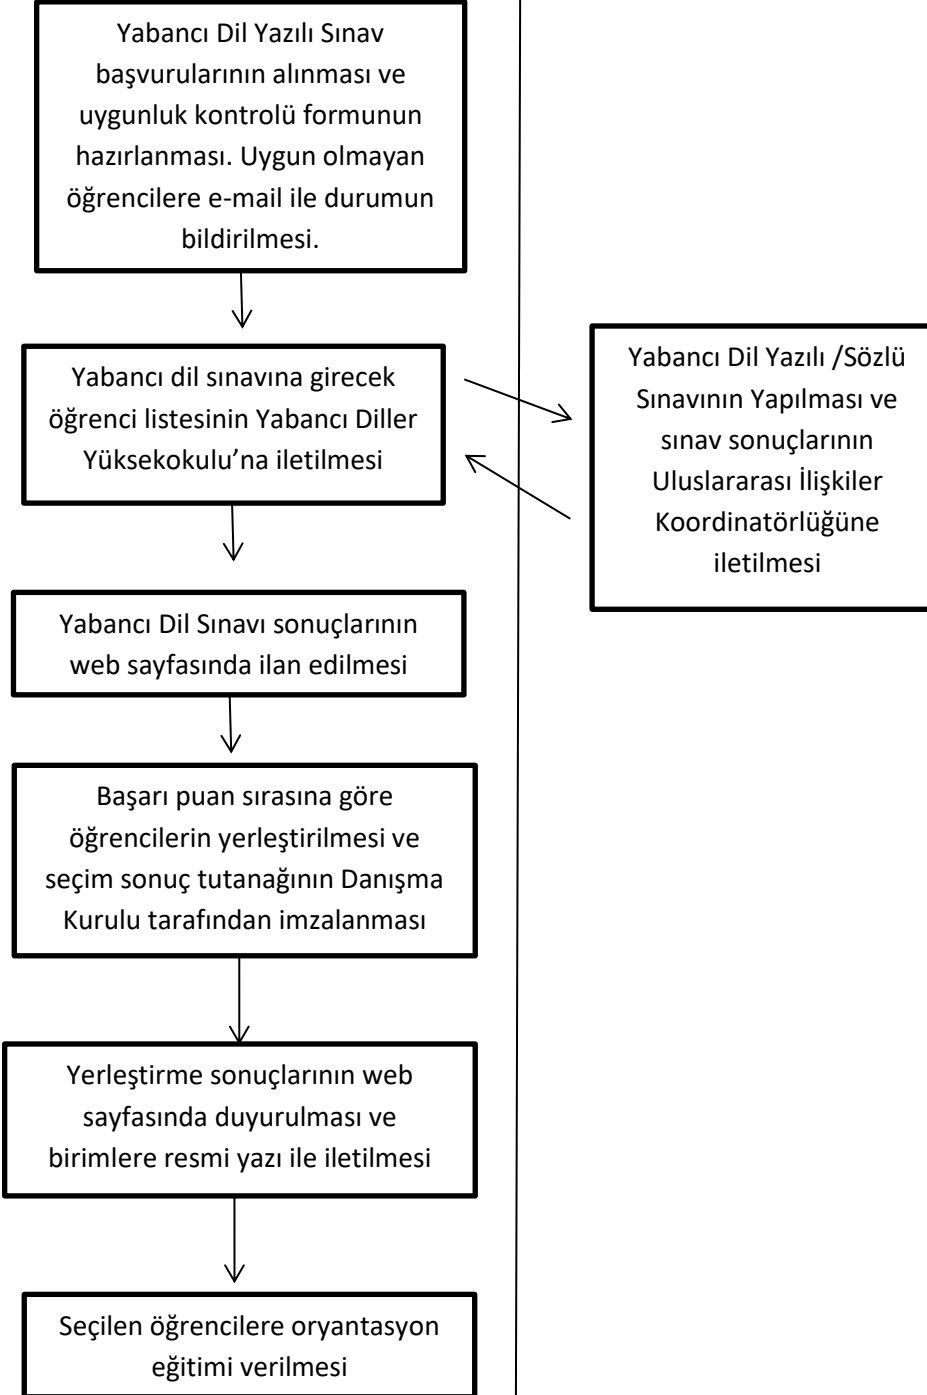 Yabancı Dil Yazılı Sınav
başvurularının alınması ve
uygunluk kontrolü formunun
hazırlanması. Uygun olmayan
öğrencilere e-mail ile durumun
bildirilmesi.
Yabancı dil sınavına girecek
öğrenci listesinin Yabancı Diller
Yüksekokulu’na iletilmesi
Yabancı Dil Yazılı /Sözlü
Sınavının Yapılması ve
sınav sonuçlarının
Uluslararası İlişkiler
Koordinatörlüğüne
iletilmesi
Yabancı Dil Sınavı sonuçlarının
web sayfasında ilan edilmesi
Başarı puan sırasına göre
öğrencilerin yerleştirilmesi ve
seçim sonuç tutanağının Danışma
Kurulu tarafından imzalanması
Yerleştirme sonuçlarının web
sayfasında duyurulması ve
birimlere resmi yazı ile iletilmesi
Seçilen öğrencilere oryantasyon
eğitimi verilmesi